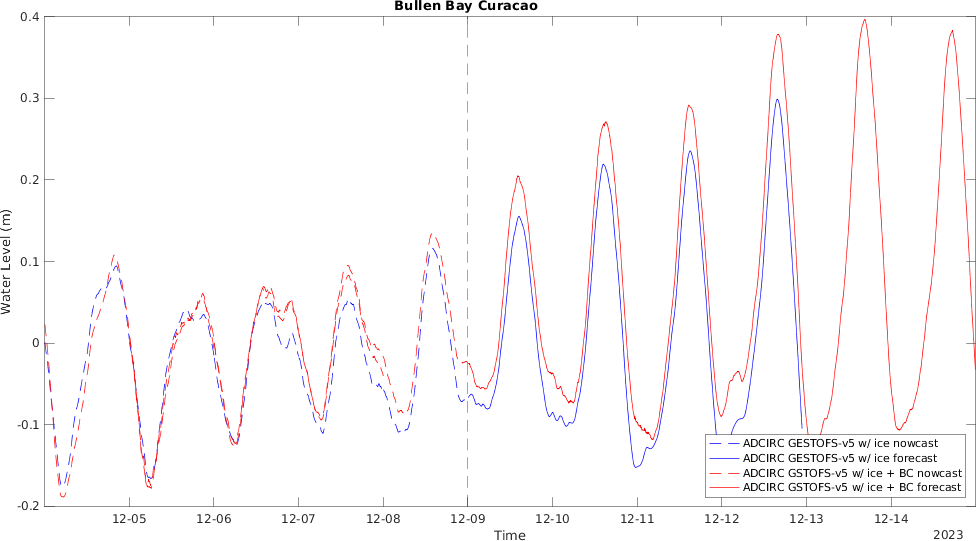 Bullen Bay Curacao
0.4
0.3
0.2
0.1
0
-0.1
-0.2
Water Level (m)
ADCIRC GESTOFS-v5 w/ ice nowcast
ADCIRC GESTOFS-v5 w/ ice forecast
ADCIRC GSTOFS-v5 w/ ice + BC nowcast
ADCIRC GSTOFS-v5 w/ ice + BC forecast
12-05 12-06 12-07 12-08 12-09 12-10 12-11 12-12 12-13 12-14
Time
2023